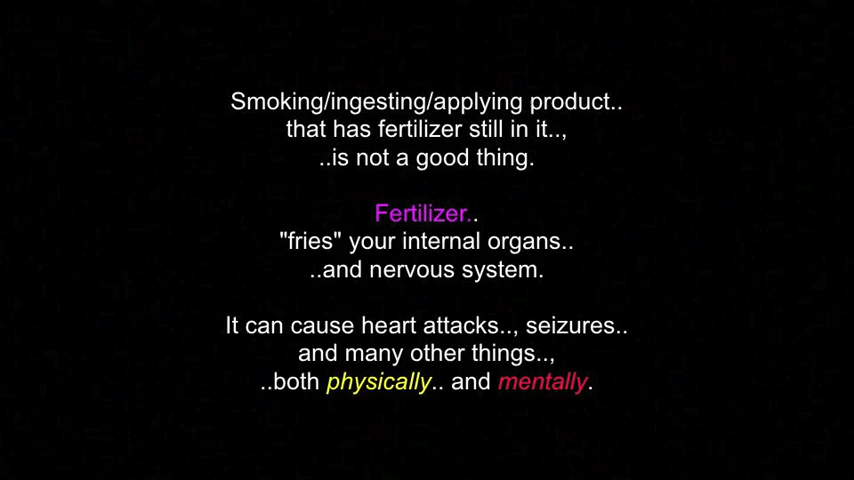 Smoking/ingesting/applying product..
that has fertilizer still in it..,
..is not a good thing.
Fertilizer..
"fries" your internal organs..
..and nervous system.
It can cause heart attacks.., seizures..
and many other things..,
..both physically.. and mentally.